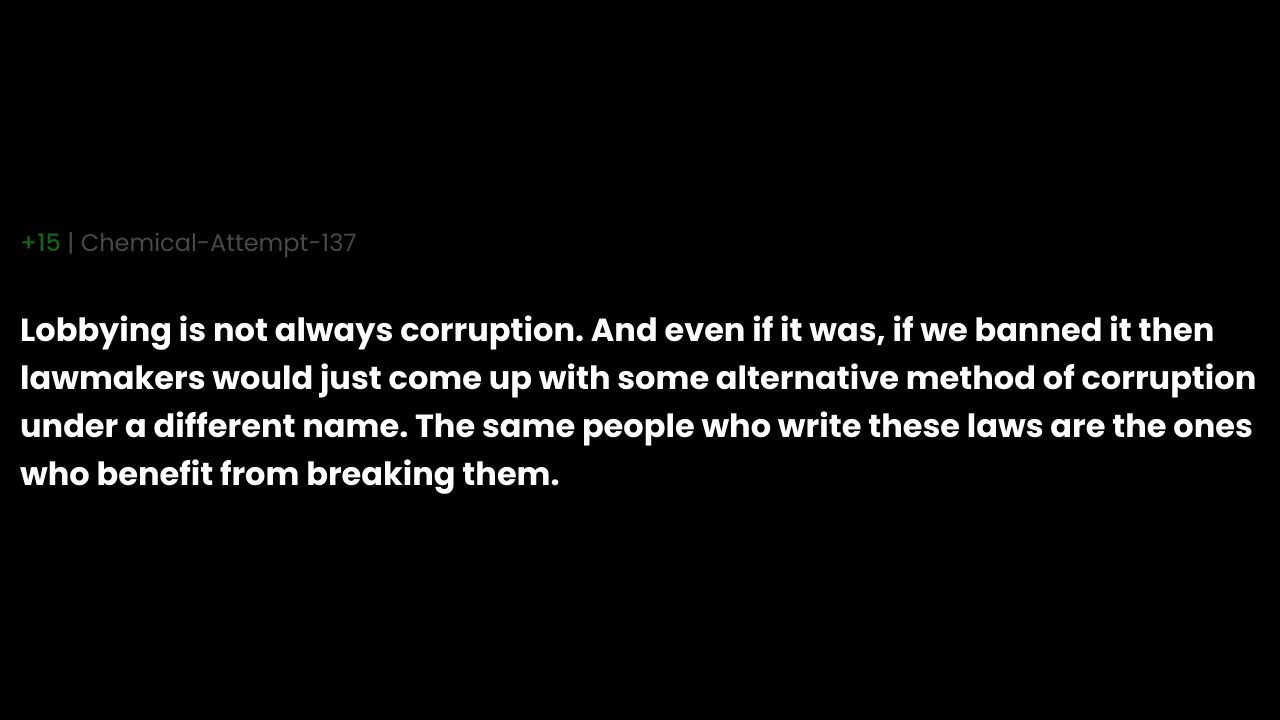 +15 | Chemical-Attempt-137
Lobbying is not always corruption. And even if it was, if we banned it then
lawmakers would just come up with some alternative method of corruption
under a different name. The same people who write these laws are the ones
who benefit from breaking them.